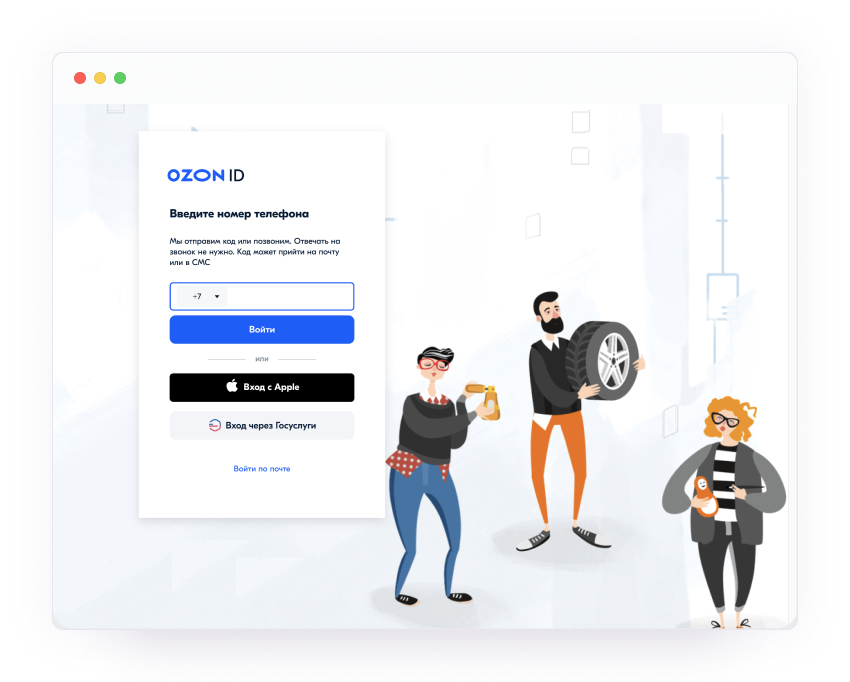 OZON ID
Введите номер телефона
Мы отправим код или позвоним. Отвечать на
звонок не нужно. Код может прийти на почту
или в СМС
+7
Войти
или
Вход с Apple
Вход через Госуслуги
Войти по почте